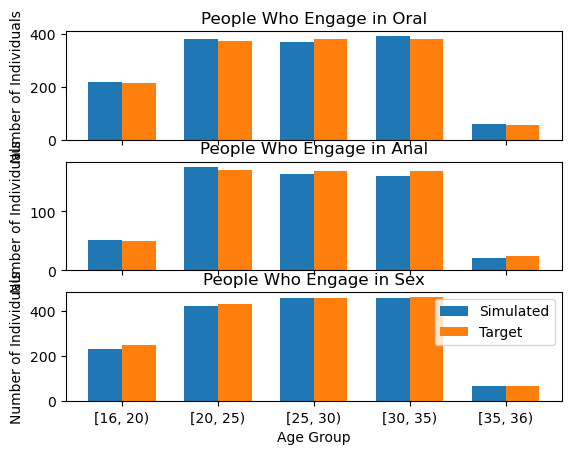 People Who Engage in Oral
Number of Individuals
400
200
0
People Who Engage in Anal
Number of Individuals
100
0
People Who Engage in Sex
Number of Individuals
400
200
0
Simulated
Target
[16, 20) [20, 25) [25, 30) [30, 35) [35, 36)
Age Group